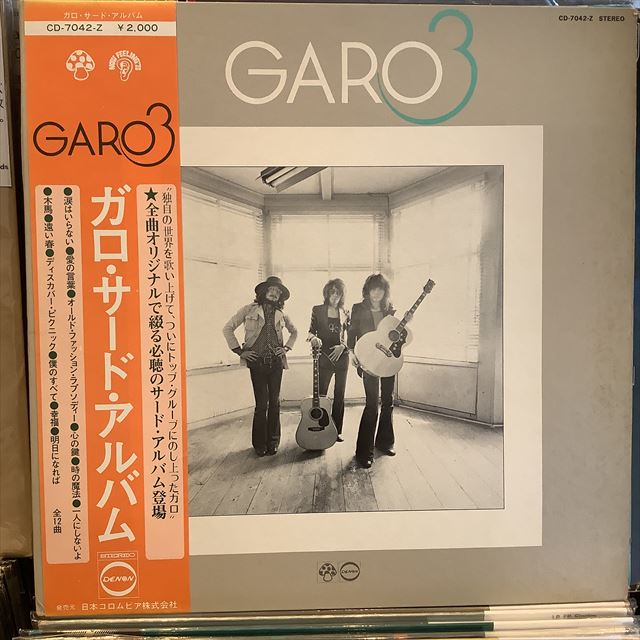 ガロ・サード・アルバム
CD-7042-Z ￥2,000
NOW FEELING'73
GARO3
ガロ・サード・アルバム
"独自の世界を歌い上げて、ついにトップ・グループにのし上ったガロ"
★全曲オリジナルで綴る必聴のサード・アルバム登場
●涙はいらない●愛の言葉●オールド・ファッション・ラブソディー●心の鍵●時の魔法●一人にしないよ
●木馬●遠い春●ディスカバー・ピクニック●僕のすべて●幸福●明日になれば
全12曲
STEREO
DENON
発売元 日本コロムビア株式会社
CD-7042-Z STEREO
GARO3
DENON